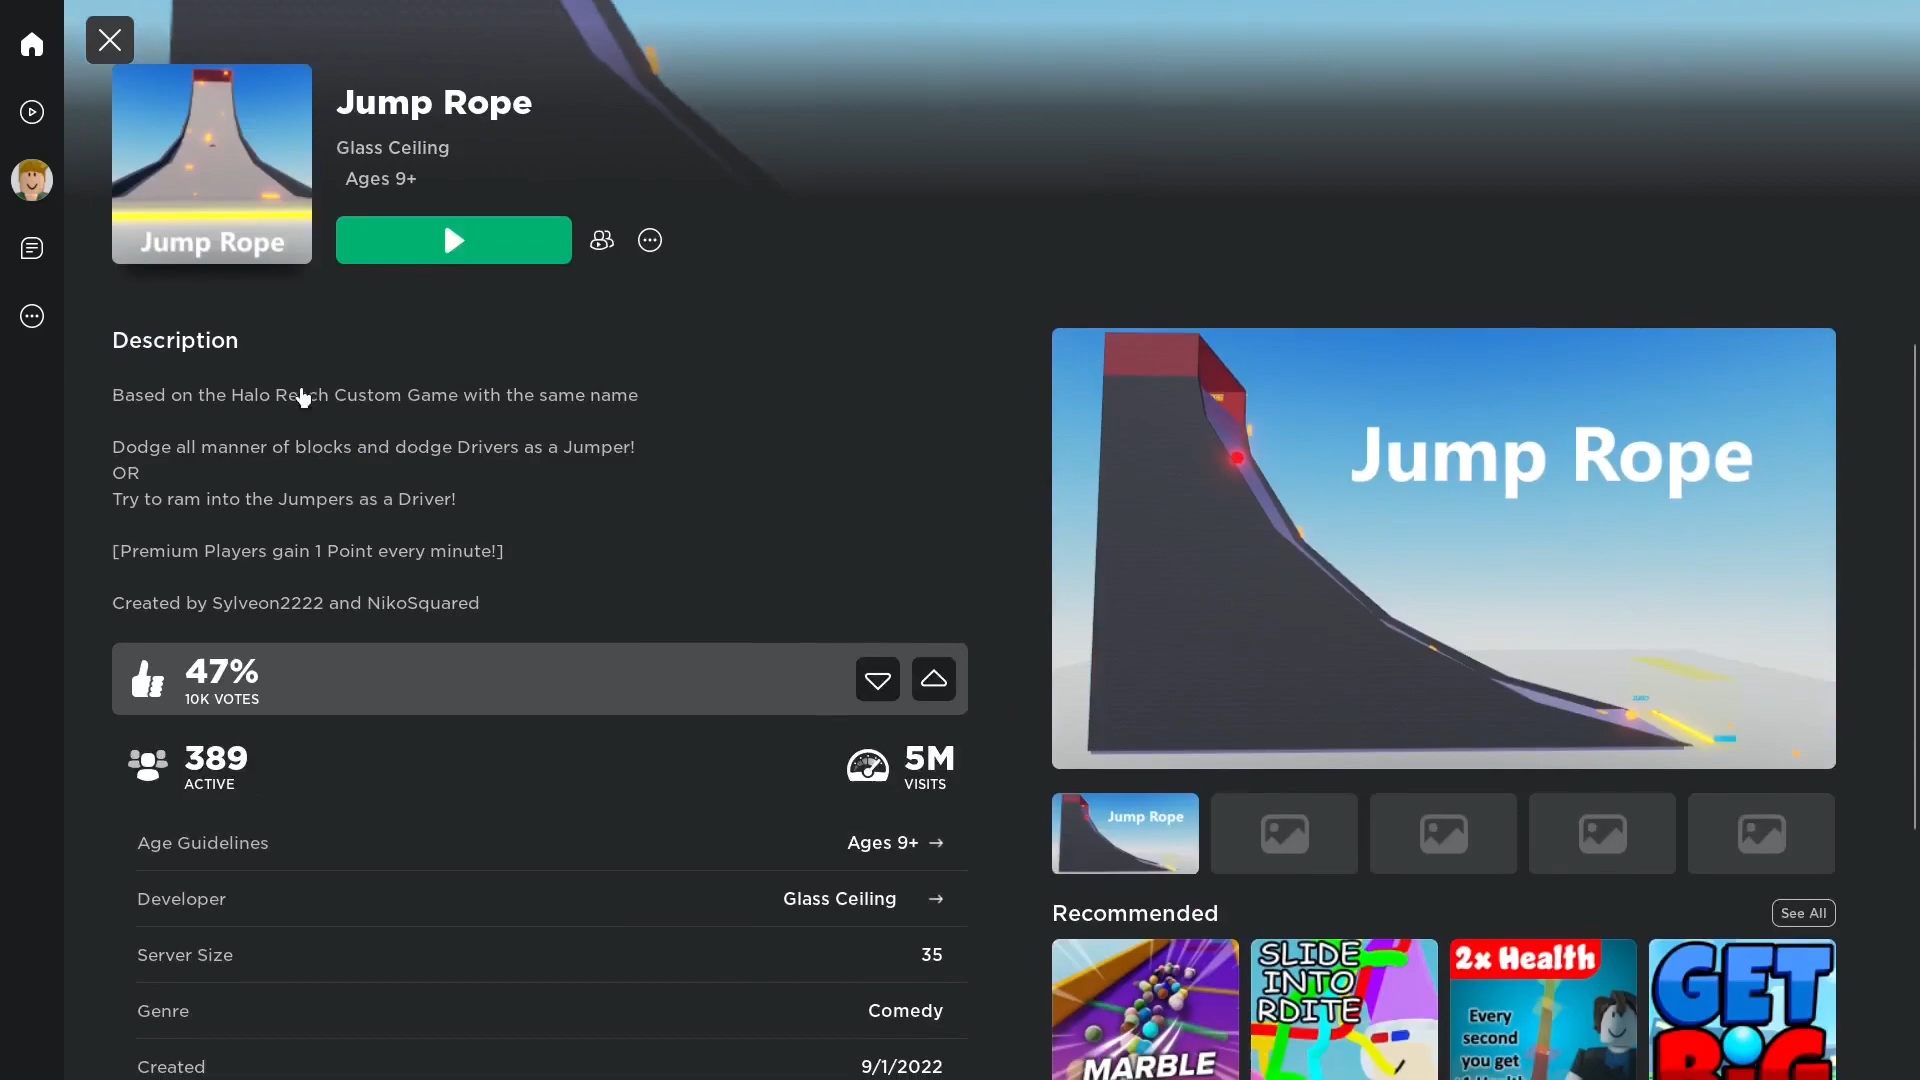 Jump Rope
Jump Rope
Glass Ceiling
Ages 9+
Description
Based on the Halo Reach Custom Game with the same name
Dodge all manner of blocks and dodge Drivers as a Jumper!
OR
Try to ram into the Jumpers as a Driver!
[Premium Players gain 1 Point every minute!]
Created by Sylveon2222 and NikoSquared
47%
10K VOTES
389
ACTIVE
5M
VISITS
Age Guidelines Ages 9+
Developer Glass Ceiling
Server Size 35
Genre Comedy
Created 9/1/2022
Jump Rope
Jump Rope
Recommended
See All
MARBLE
SLIDE
INTO
RDITE
2x Health
Every
second
you get
GET
BiG